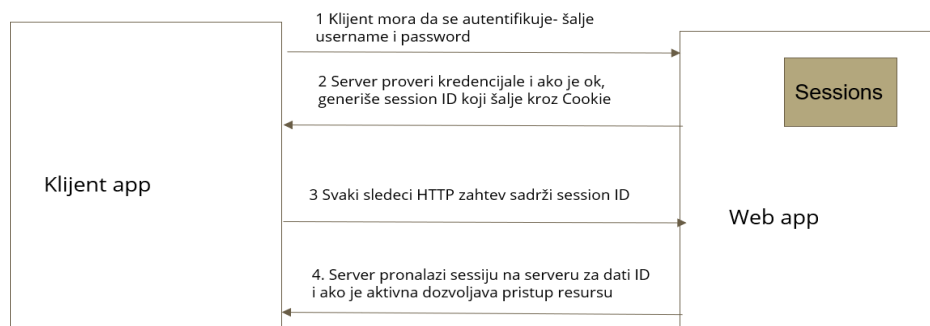 1 Klijent mora da se autentifikuje- šalje
username i password
Sessions
2 Server proveri kredencijale i ako je ok,
generiše session ID koji šalje kroz Cookie
Klijent app
3 Svaki sledeci HTTP zahtev sadrži session ID
Web app
4. Server pronalazi sessiju na serveru za dati ID
i ako je aktivna dozvoljava pristup resursu